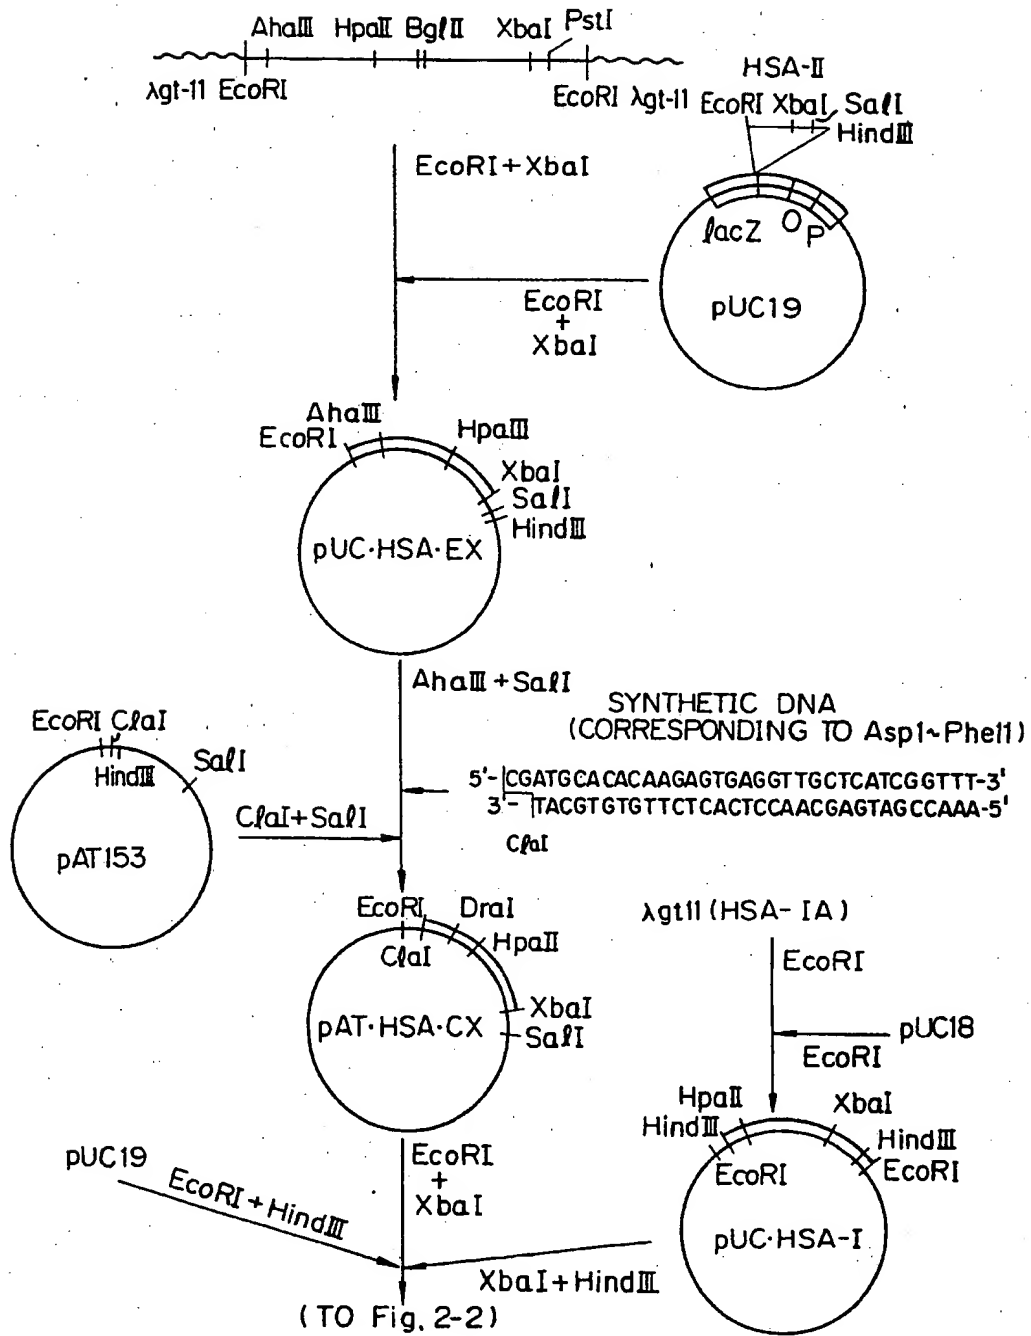 AhaIII HpaII BglII XbaI PstI
λgt-11 EcoRI EcoRI λgt-11
HSA-II
EcoRI XbaI SalI
HindIII
EcoRI+XbaI
lacZ O P
pUC19
EcoRI
+
XbaI
AhaIII
EcoRI
HpaIII
XbaI
SalI
HindIII
pUC·HSA·EX
AhaIII+SalI
SYNTHETIC DNA
(CORRESPONDING TO Asp1~Phe11)
5'-CGATGCACACAAGAGTGAGGTTGCTCATCGGTTT-3'
3'-TACGTGTGTTCTCACTCCAACGAGTAGCCAAA-5'
ClaI
EcoRI ClaI
HindIII
SalI
ClaI+SalI
pAT153
EcoRI DraI
HpaII
ClaI
XbaI
SalI
pAT·HSA·CX
λgt11(HSA-IA)
EcoRI
pUC18
EcoRI
HpaII XbaI
HindIII HindIII
EcoRI EcoRI
pUC·HSA-I
pUC19
EcoRI+HindIII
EcoRI
+
XbaI
XbaI+HindIII
(TO Fig. 2-2)